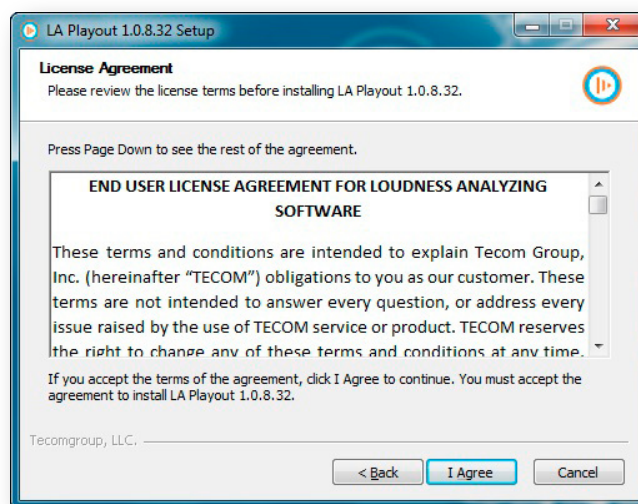 LA Playout 1.0.8.32 Setup
License Agreement
Please review the license terms before installing LA Playout 1.0.8.32.
Press Page Down to see the rest of the agreement.
END USER LICENSE AGREEMENT FOR LOUDNESS ANALYZING
SOFTWARE
These terms and conditions are intended to explain Tecom Group,
Inc. (hereinafter “TECOM”) obligations to you as our customer. These
terms are not intended to answer every question, or address every
issue raised by the use of TECOM service or product. TECOM reserves
the right to change any of these terms and conditions at any time.
If you accept the terms of the agreement, click I Agree to continue. You must accept the
agreement to install LA Playout 1.0.8.32.
Tecomgroup, LLC.
< Back I Agree Cancel